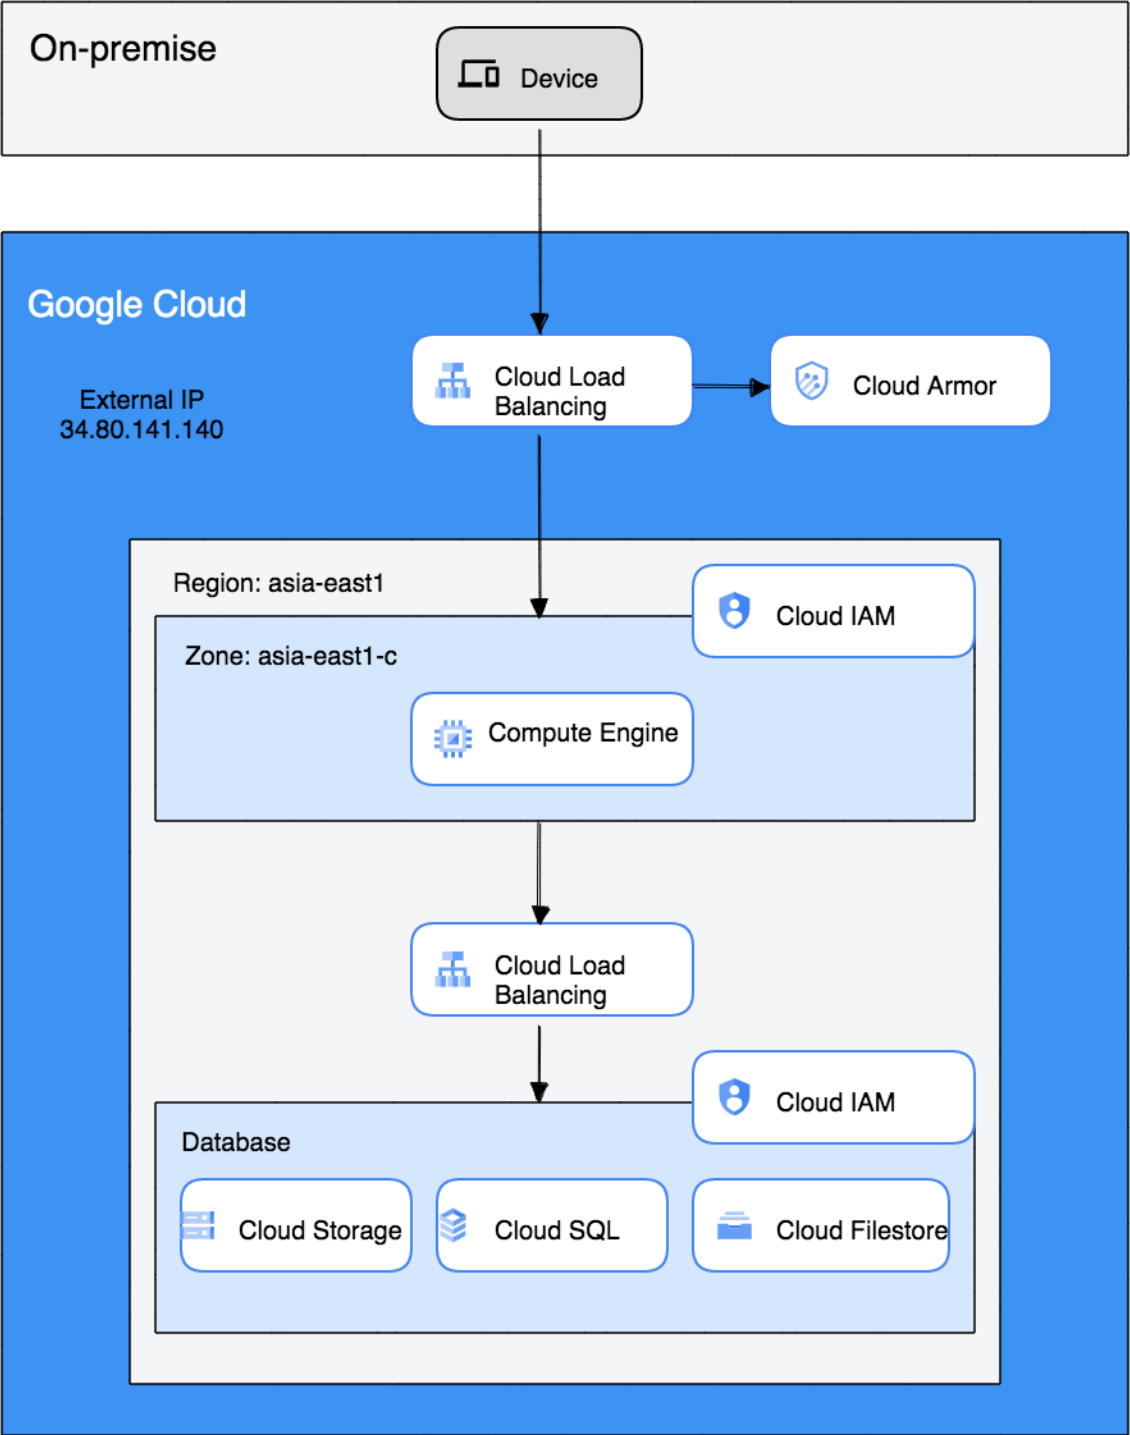 On-premise
Device
Google Cloud
External IP
34.80.141.140
Cloud Load
Balancing
Cloud Armor
Region: asia-east1
Cloud IAM
Zone: asia-east1-c
Compute Engine
Cloud Load
Balancing
Cloud IAM
Database
Cloud Storage
Cloud SQL
Cloud Filestore